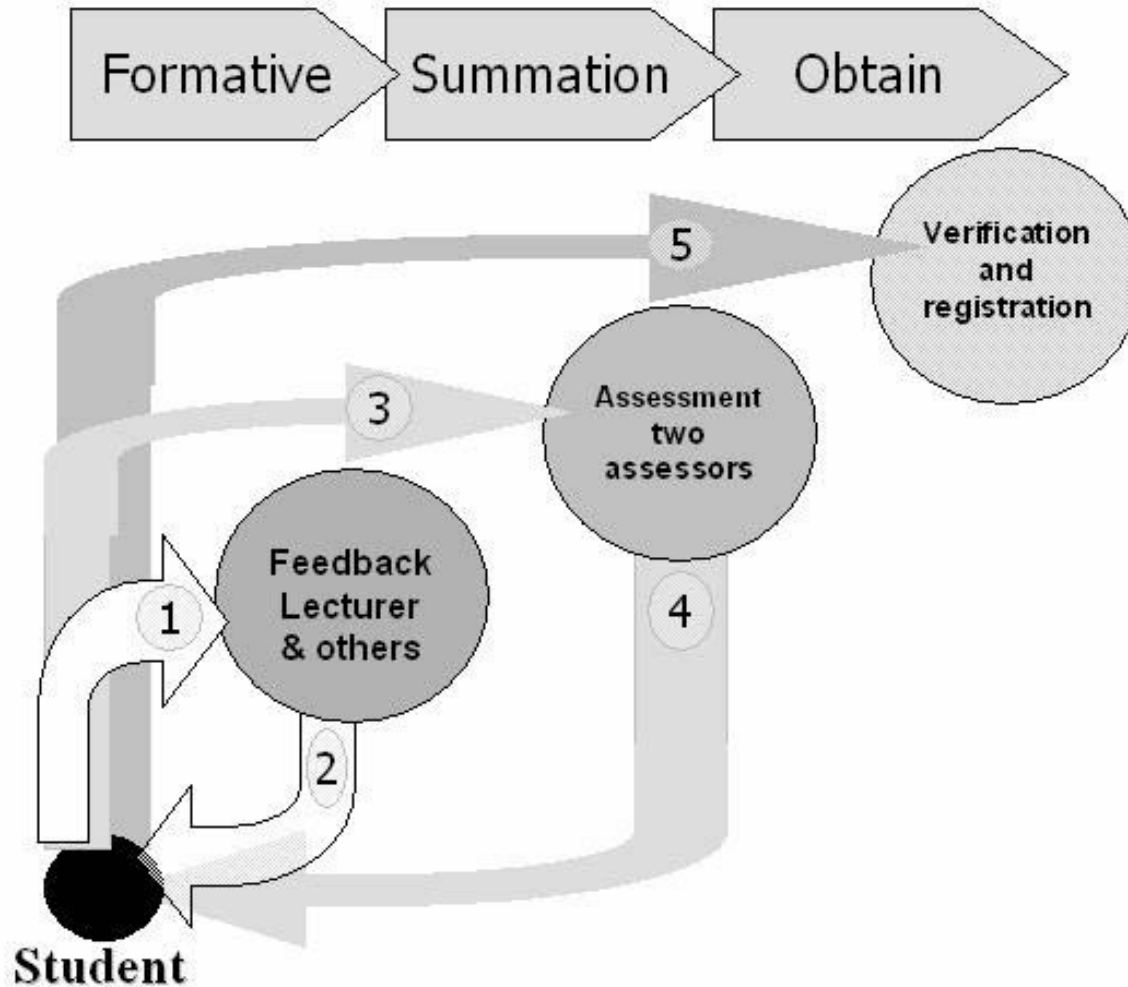 Formative
Summation
Obtain
5
Verification
and
registration
3
Assessment
two
assessors
1
Feedback
Lecturer
& others
4
2
Student